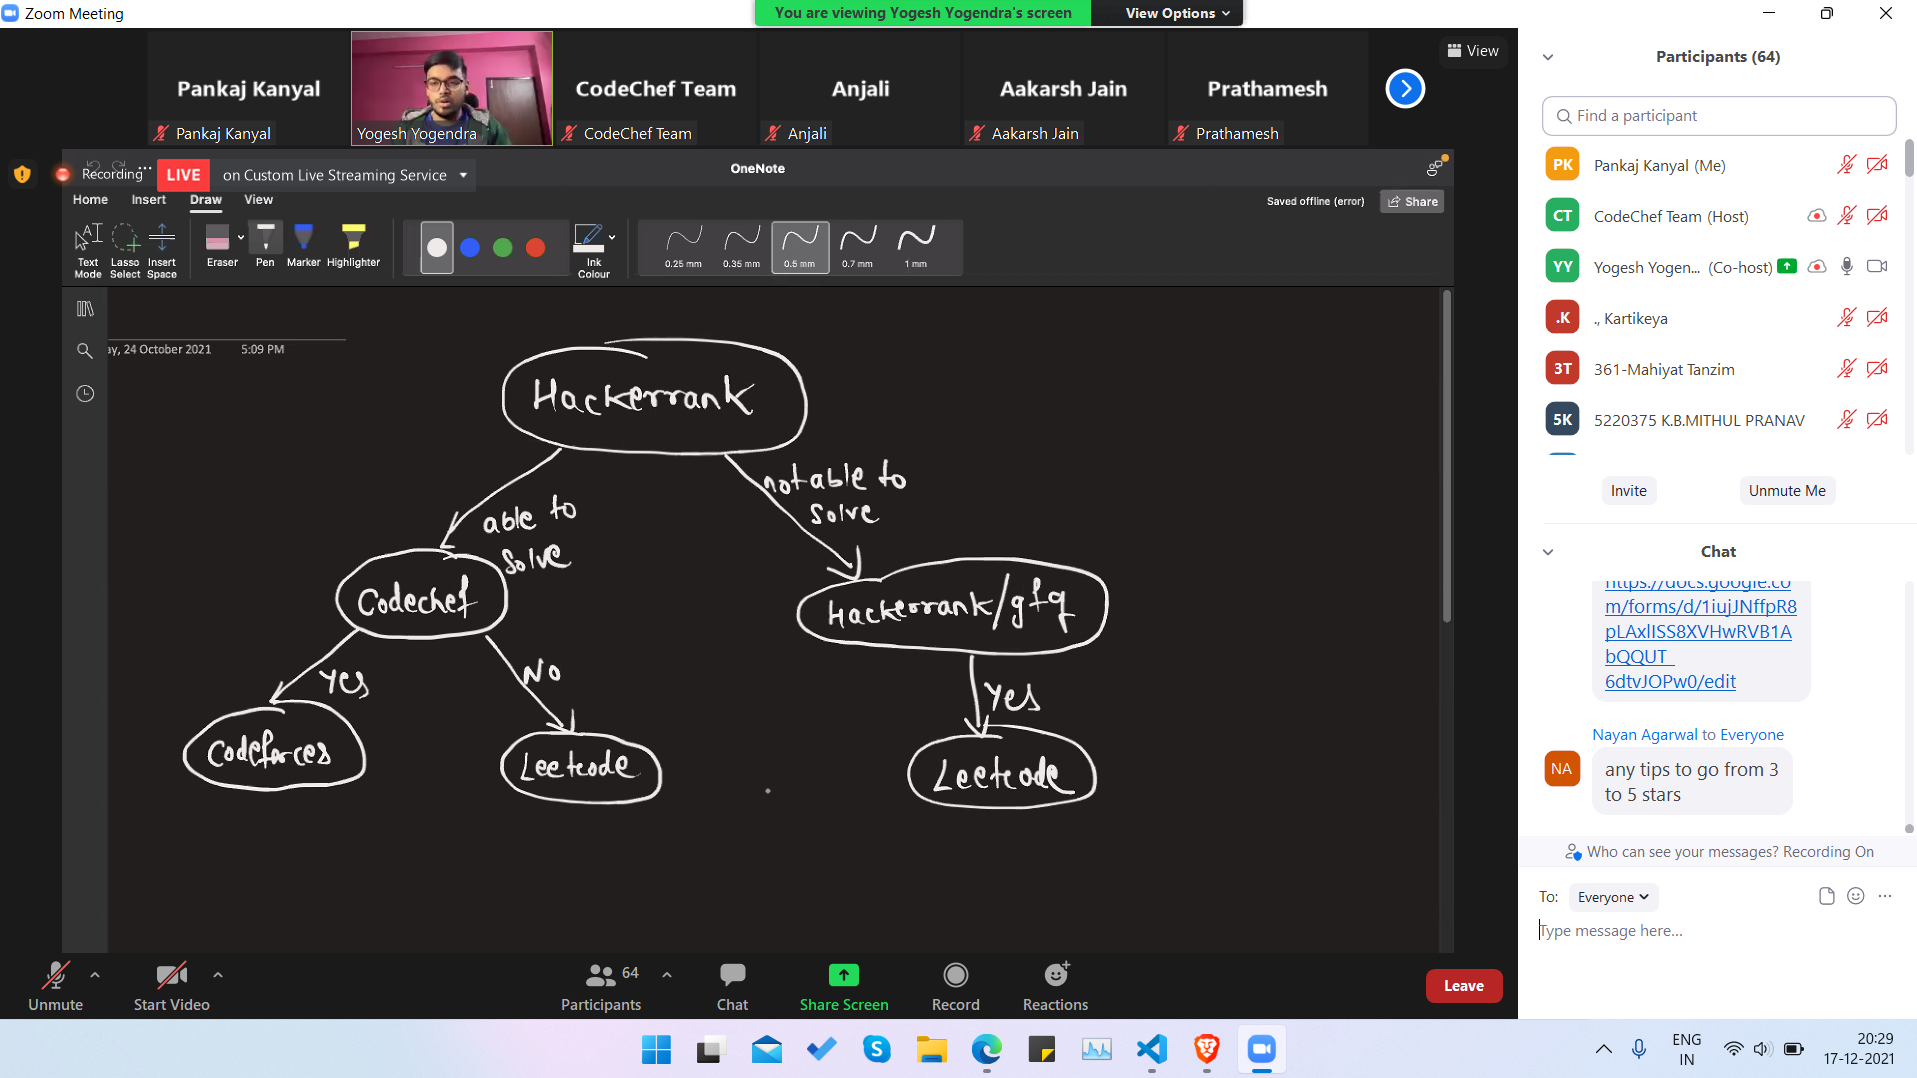 Zoom Meeting
You are viewing Yogesh Yogendra's screen
View Options
View
Pankaj Kanyal
CodeChef Team
Anjali
Aakarsh Jain
Prathamesh
Pankaj Kanyal
Yogesh Yogendra
CodeChef Team
Anjali
Aakarsh Jain
Prathamesh
Recording...
LIVE
on Custom Live Streaming Service
OneNote
Home
Insert
Draw
View
Saved offline (error)
Share
Text Mode
Lasso Select
Insert Space
Eraser
Pen
Marker
Highlighter
Ink Colour
0.25 mm
0.35 mm
0.5 mm
0.7 mm
1 mm
ay, 24 October 2021
5:09 PM
Hackerrank
able to
solve
not able to
solve
Codechef
Hackerrank/gfg
Yes
No
Yes
Codeforces
Leetcode
Leetcode
Unmute
Start Video
64
Participants
Chat
Share Screen
Record
Reactions
Leave
Participants (64)
Find a participant
PK
Pankaj Kanyal (Me)
CT
CodeChef Team (Host)
YY
Yogesh Yogen... (Co-host)
.K
., Kartikeya
3T
361-Mahiyat Tanzim
5K
5220375 K.B.MITHUL PRANAV
Invite
Unmute Me
Chat
https://docs.google.co
m/forms/d/1iujJNffpR8
pLAxlISS8XVHwRVB1A
bQQUT_
6dtvJOPw0/edit
Nayan Agarwal to Everyone
NA
any tips to go from 3
to 5 stars
Who can see your messages? Recording On
To:
Everyone
Type message here...
ENG
IN
20:29
17-12-2021